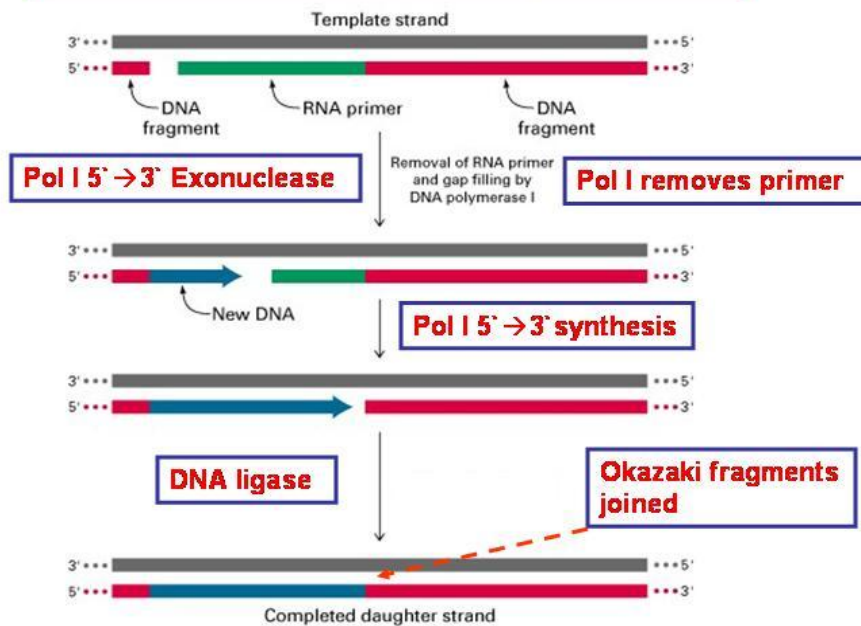 Template strand
3' ••• •••5'
5' ••• •••3'
DNA
fragment
RNA primer
DNA
fragment
Pol I 5` →3` Exonuclease
Removal of RNA primer
and gap filling by
DNA polymerase I
Pol I removes primer
3' ••• •••5'
5' ••• •••3'
New DNA
Pol I 5` →3` synthesis
3' ••• •••5'
5' ••• •••3'
DNA ligase
Okazaki fragments
joined
3' ••• •••5'
5' ••• •••3'
Completed daughter strand